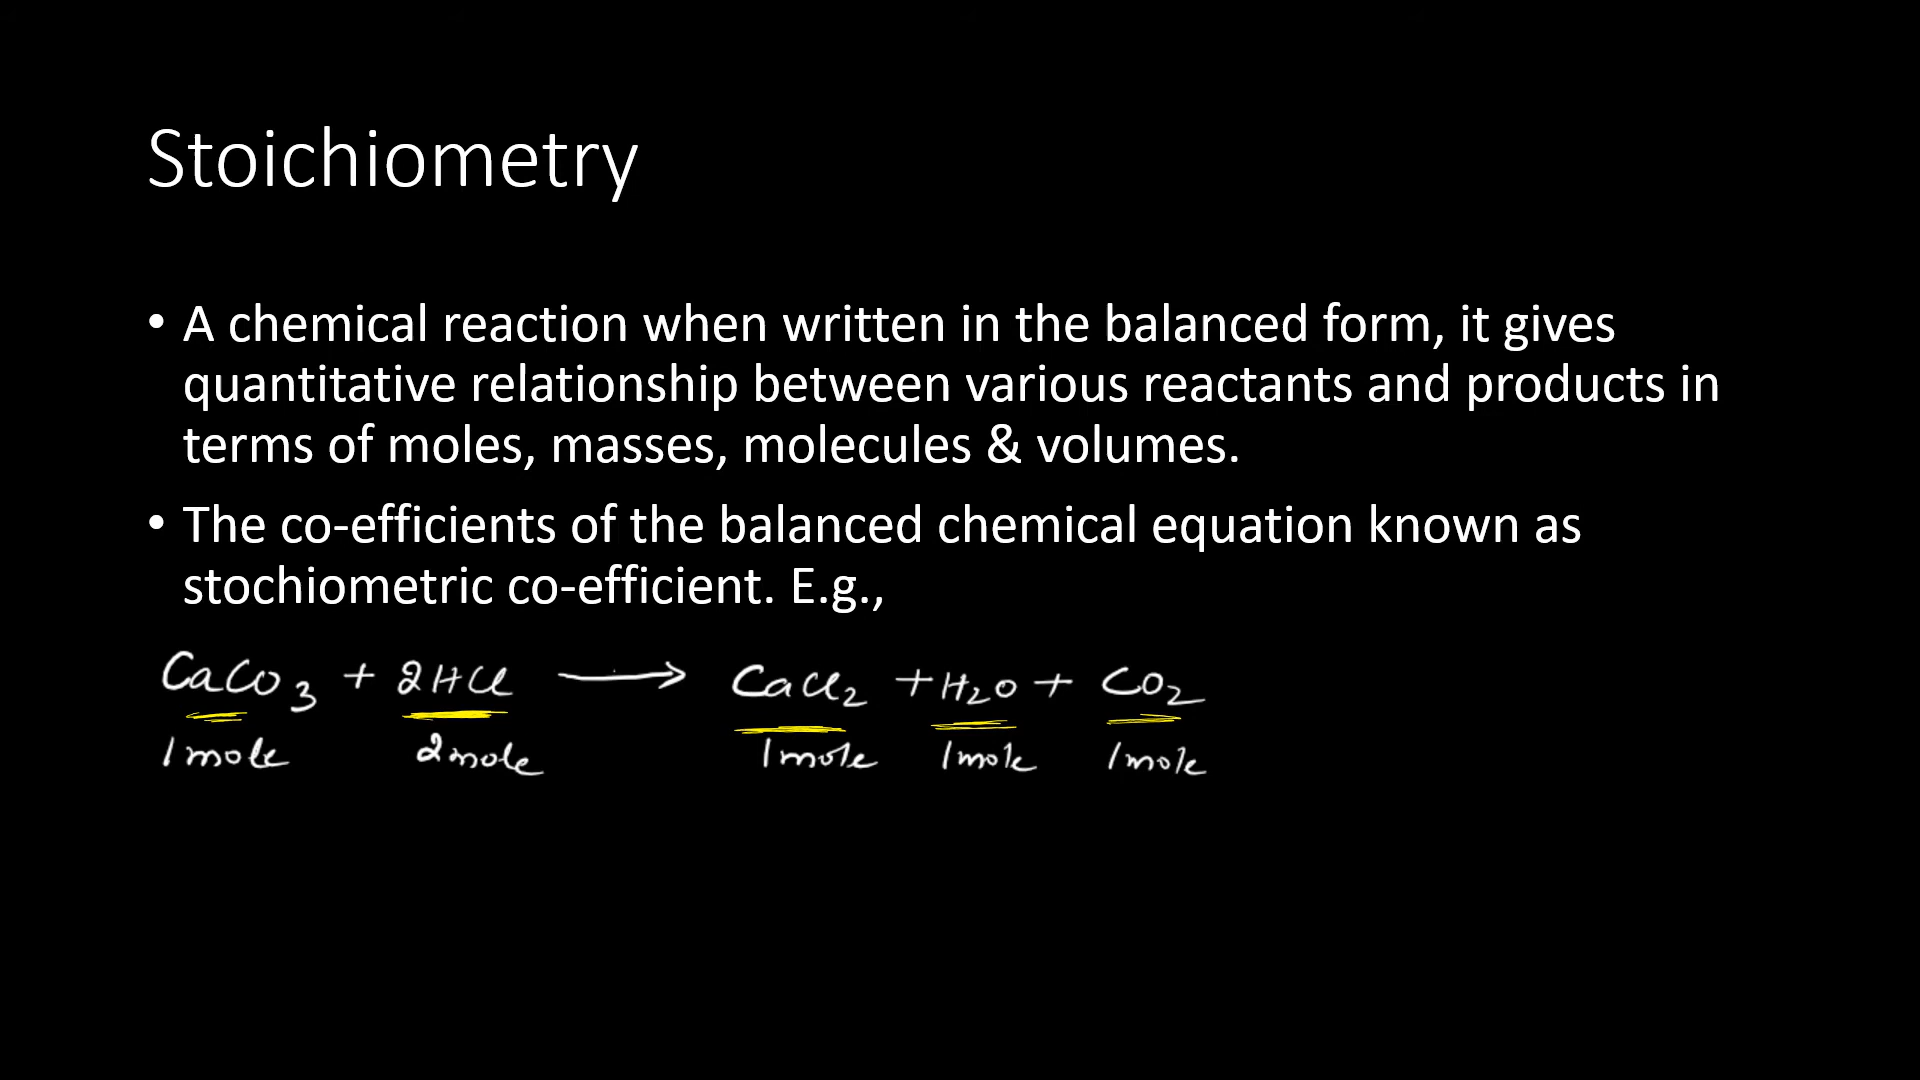 Stoichiometry
• A chemical reaction when written in the balanced form, it gives
quantitative relationship between various reactants and products in
terms of moles, masses, molecules & volumes.
• The co-efficients of the balanced chemical equation known as
stochiometric co-efficient. E.g.,
CaCO3 + 2HCl ⟶ CaCl2 + H2O + CO2
1mole 2mole 1mole 1mole 1mole